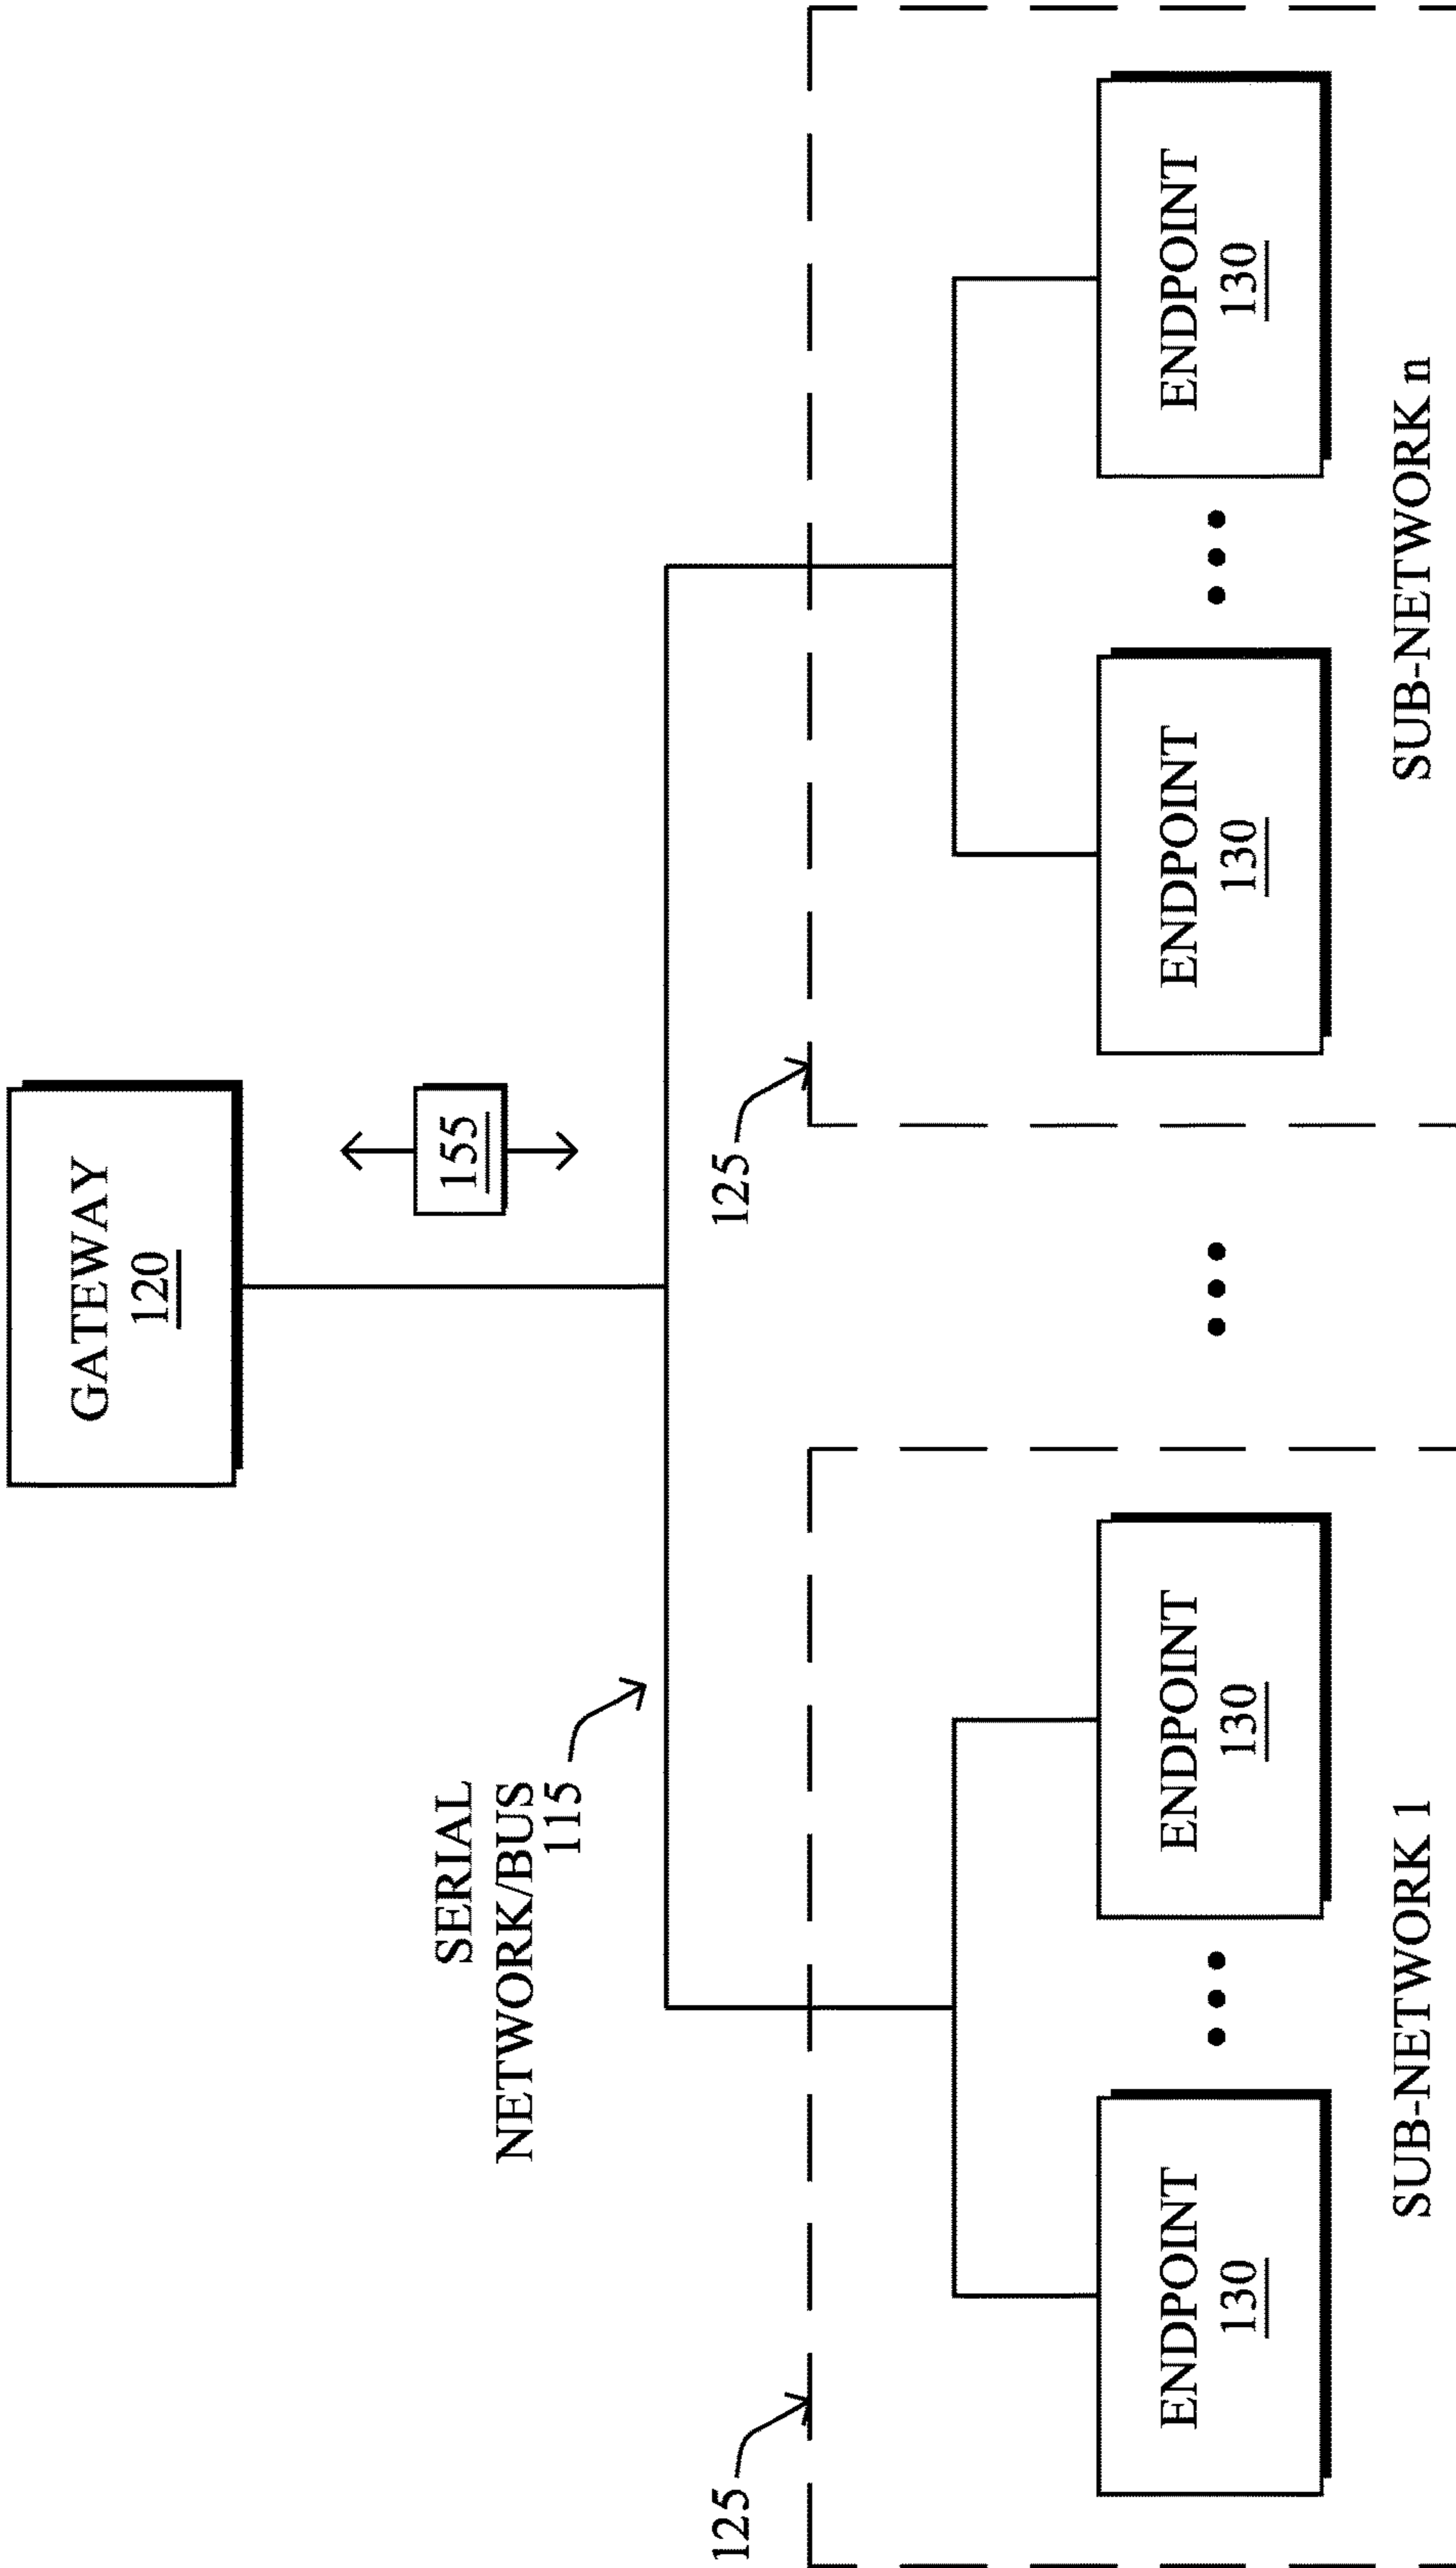 GATEWAY
120
155
SERIAL
NETWORK/BUS
115
125
125
ENDPOINT
130
ENDPOINT
130
ENDPOINT
130
ENDPOINT
130
SUB-NETWORK 1
SUB-NETWORK n